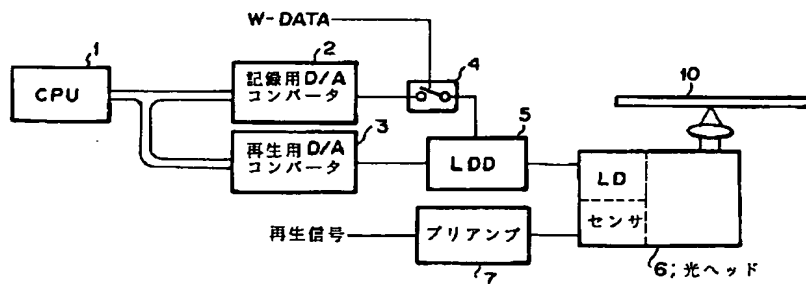 W-DATA
1
CPU
2
記録用D/A
コンバータ
3
再生用D/A
コンバータ
4
5
LDD
10
LD
センサ
6;光ヘッド
再生信号
プリアンプ
7